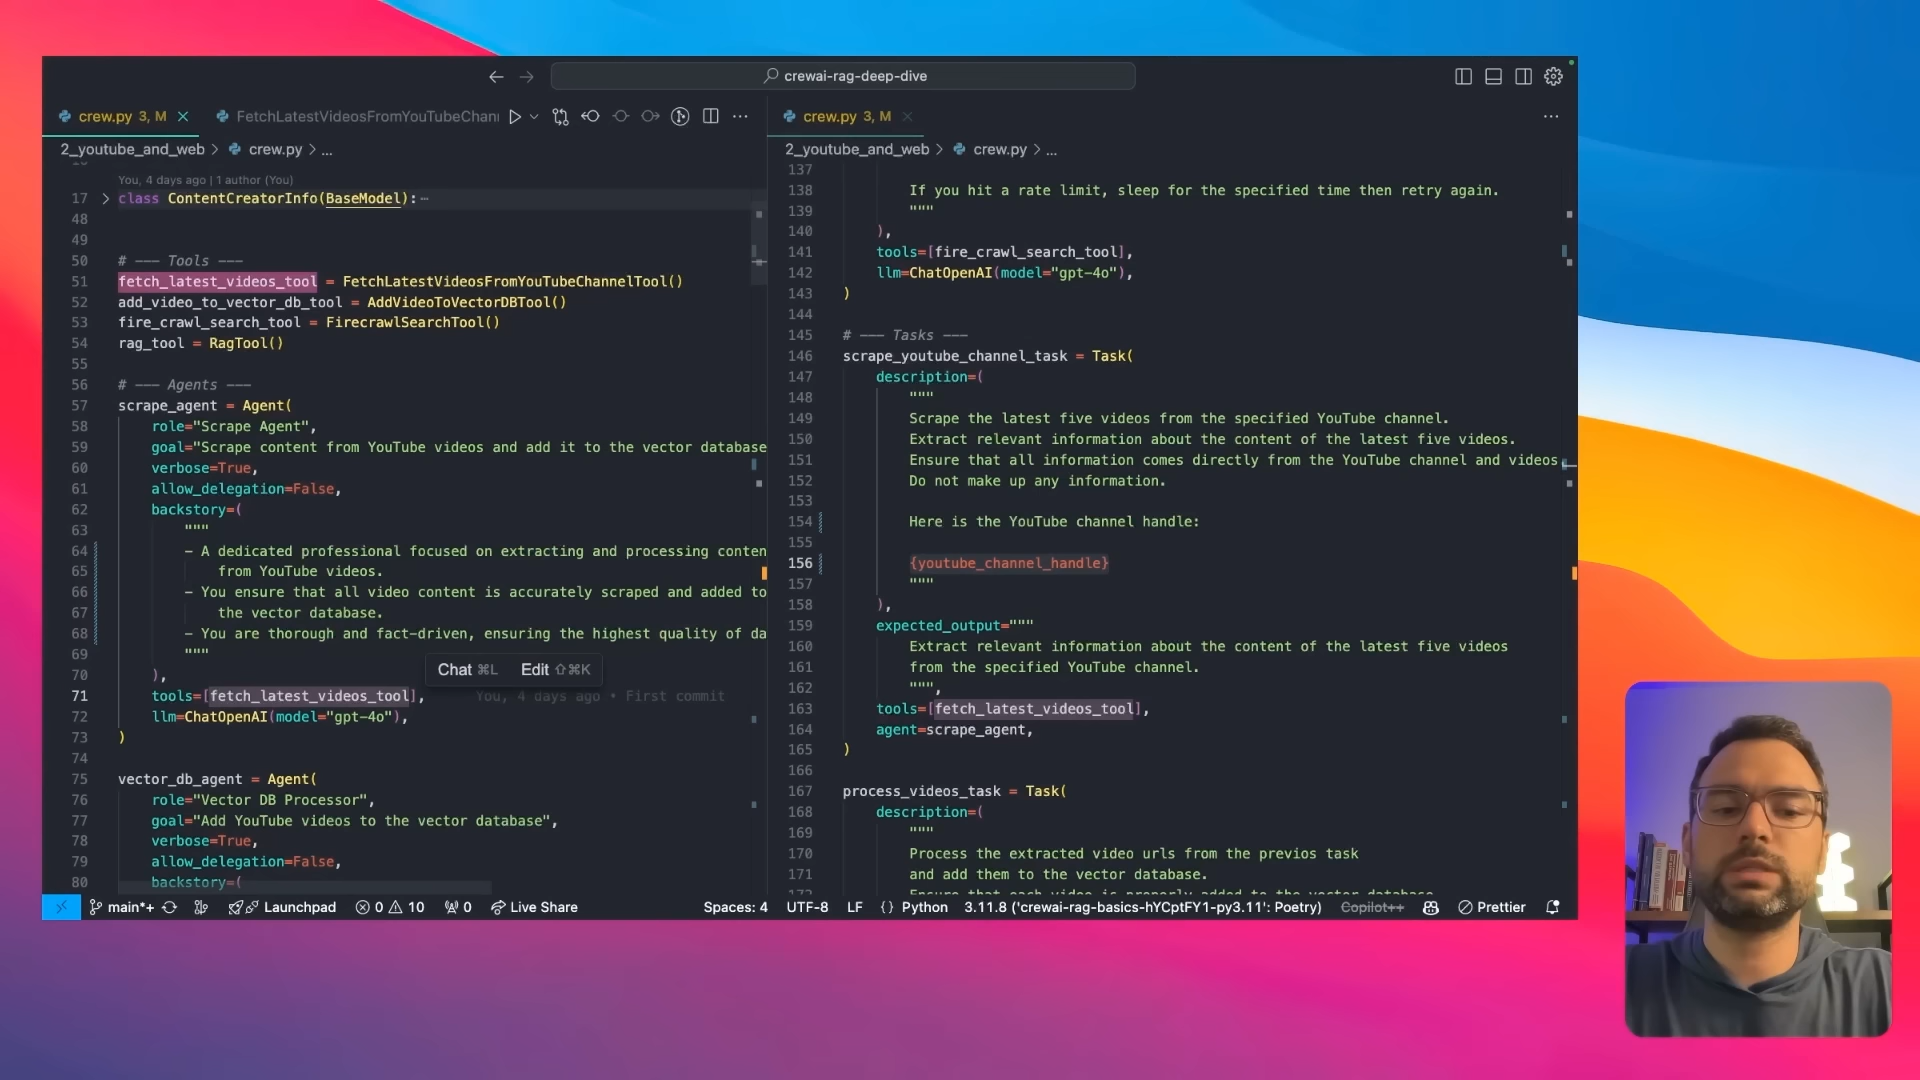 crewai-rag-deep-dive
crew.py 3, M
FetchLatestVideosFromYouTubeChan
2_youtube_and_web > crew.py > ...
You, 4 days ago | 1 author (You)
17 class ContentCreatorInfo(BaseModel):
48
49
50 # --- Tools ---
51 fetch_latest_videos_tool = FetchLatestVideosFromYouTubeChannelTool()
52 add_video_to_vector_db_tool = AddVideoToVectorDBTool()
53 fire_crawl_search_tool = FirecrawlSearchTool()
54 rag_tool = RagTool()
55
56 # --- Agents ---
57 scrape_agent = Agent(
58 role="Scrape Agent",
59 goal="Scrape content from YouTube videos and add it to the vector database
60 verbose=True,
61 allow_delegation=False,
62 backstory=(
63 """
64 - A dedicated professional focused on extracting and processing conten
65 from YouTube videos.
66 - You ensure that all video content is accurately scraped and added to
67 the vector database.
68 - You are thorough and fact-driven, ensuring the highest quality of da
69 """
Chat ⌘L Edit ⇧⌘K
70 ),
71 tools=[fetch_latest_videos_tool], You, 4 days ago • First commit
72 llm=ChatOpenAI(model="gpt-4o"),
73 )
74
75 vector_db_agent = Agent(
76 role="Vector DB Processor",
77 goal="Add YouTube videos to the vector database",
78 verbose=True,
79 allow_delegation=False,
80 backstory=(
crew.py 3, M
2_youtube_and_web > crew.py > ...
137
138 If you hit a rate limit, sleep for the specified time then retry again.
139 """
140 ),
141 tools=[fire_crawl_search_tool],
142 llm=ChatOpenAI(model="gpt-4o"),
143 )
144
145 # --- Tasks ---
146 scrape_youtube_channel_task = Task(
147 description=(
148 """
149 Scrape the latest five videos from the specified YouTube channel.
150 Extract relevant information about the content of the latest five videos.
151 Ensure that all information comes directly from the YouTube channel and videos.
152 Do not make up any information.
153
154 Here is the YouTube channel handle:
155
156 {youtube_channel_handle}
157 """
158 ),
159 expected_output="""
160 Extract relevant information about the content of the latest five videos
161 from the specified YouTube channel.
162 """,
163 tools=[fetch_latest_videos_tool],
164 agent=scrape_agent,
165 )
166
167 process_videos_task = Task(
168 description=(
169 """
170 Process the extracted video urls from the previos task
171 and add them to the vector database.
172 Ensure that each video is properly added to the vector database
main*+ Launchpad 0 10 0 Live Share Spaces: 4 UTF-8 LF {} Python 3.11.8 ('crewai-rag-basics-hYCptFY1-py3.11': Poetry) Copilot++ Prettier